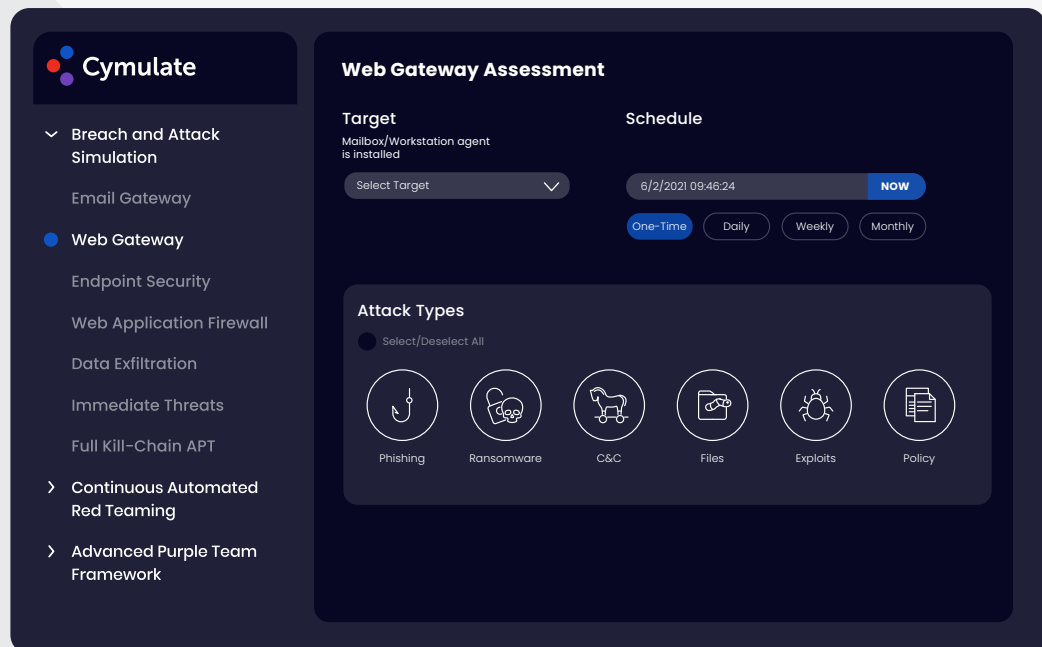 Cymulate
Breach and Attack
Simulation
Email Gateway
Web Gateway
Endpoint Security
Web Application Firewall
Data Exfiltration
Immediate Threats
Full Kill-Chain APT
Continuous Automated
Red Teaming
Advanced Purple Team
Framework
Web Gateway Assessment
Target
Mailbox/Workstation agent
is installed
Select Target
Schedule
6/2/2021 09:46:24 NOW
One-Time Daily Weekly Monthly
Attack Types
Select/Deselect All
Phishing Ransomware C&C Files Exploits Policy